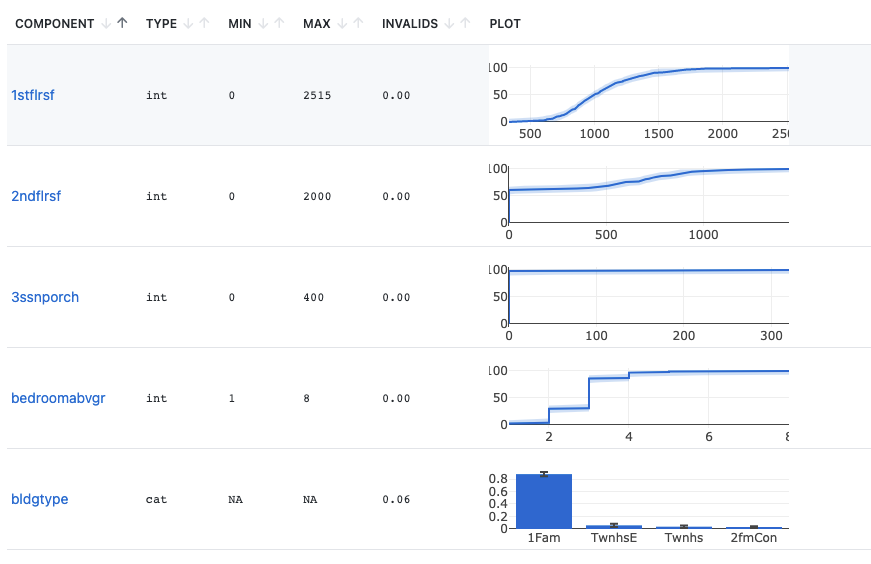 COMPONENT ↓ ↑ TYPE ↓ ↑ MIN ↓ ↑ MAX ↓ ↑ INVALIDS ↓ ↑ PLOT
1stflrsf int 0 2515 0.00
100
50
0
500 1000 1500 2000
2ndflrsf int 0 2000 0.00
100
50
0
0 500 1000
3ssnporch int 0 400 0.00
100
50
0
0 100 200 300
bedroomabvgr int 1 8 0.00
100
50
0
2 4 6 8
bldgtype cat NA NA 0.06
0.8
0.6
0.4
0.2
0
1Fam TwnhsE Twnhs 2fmCon